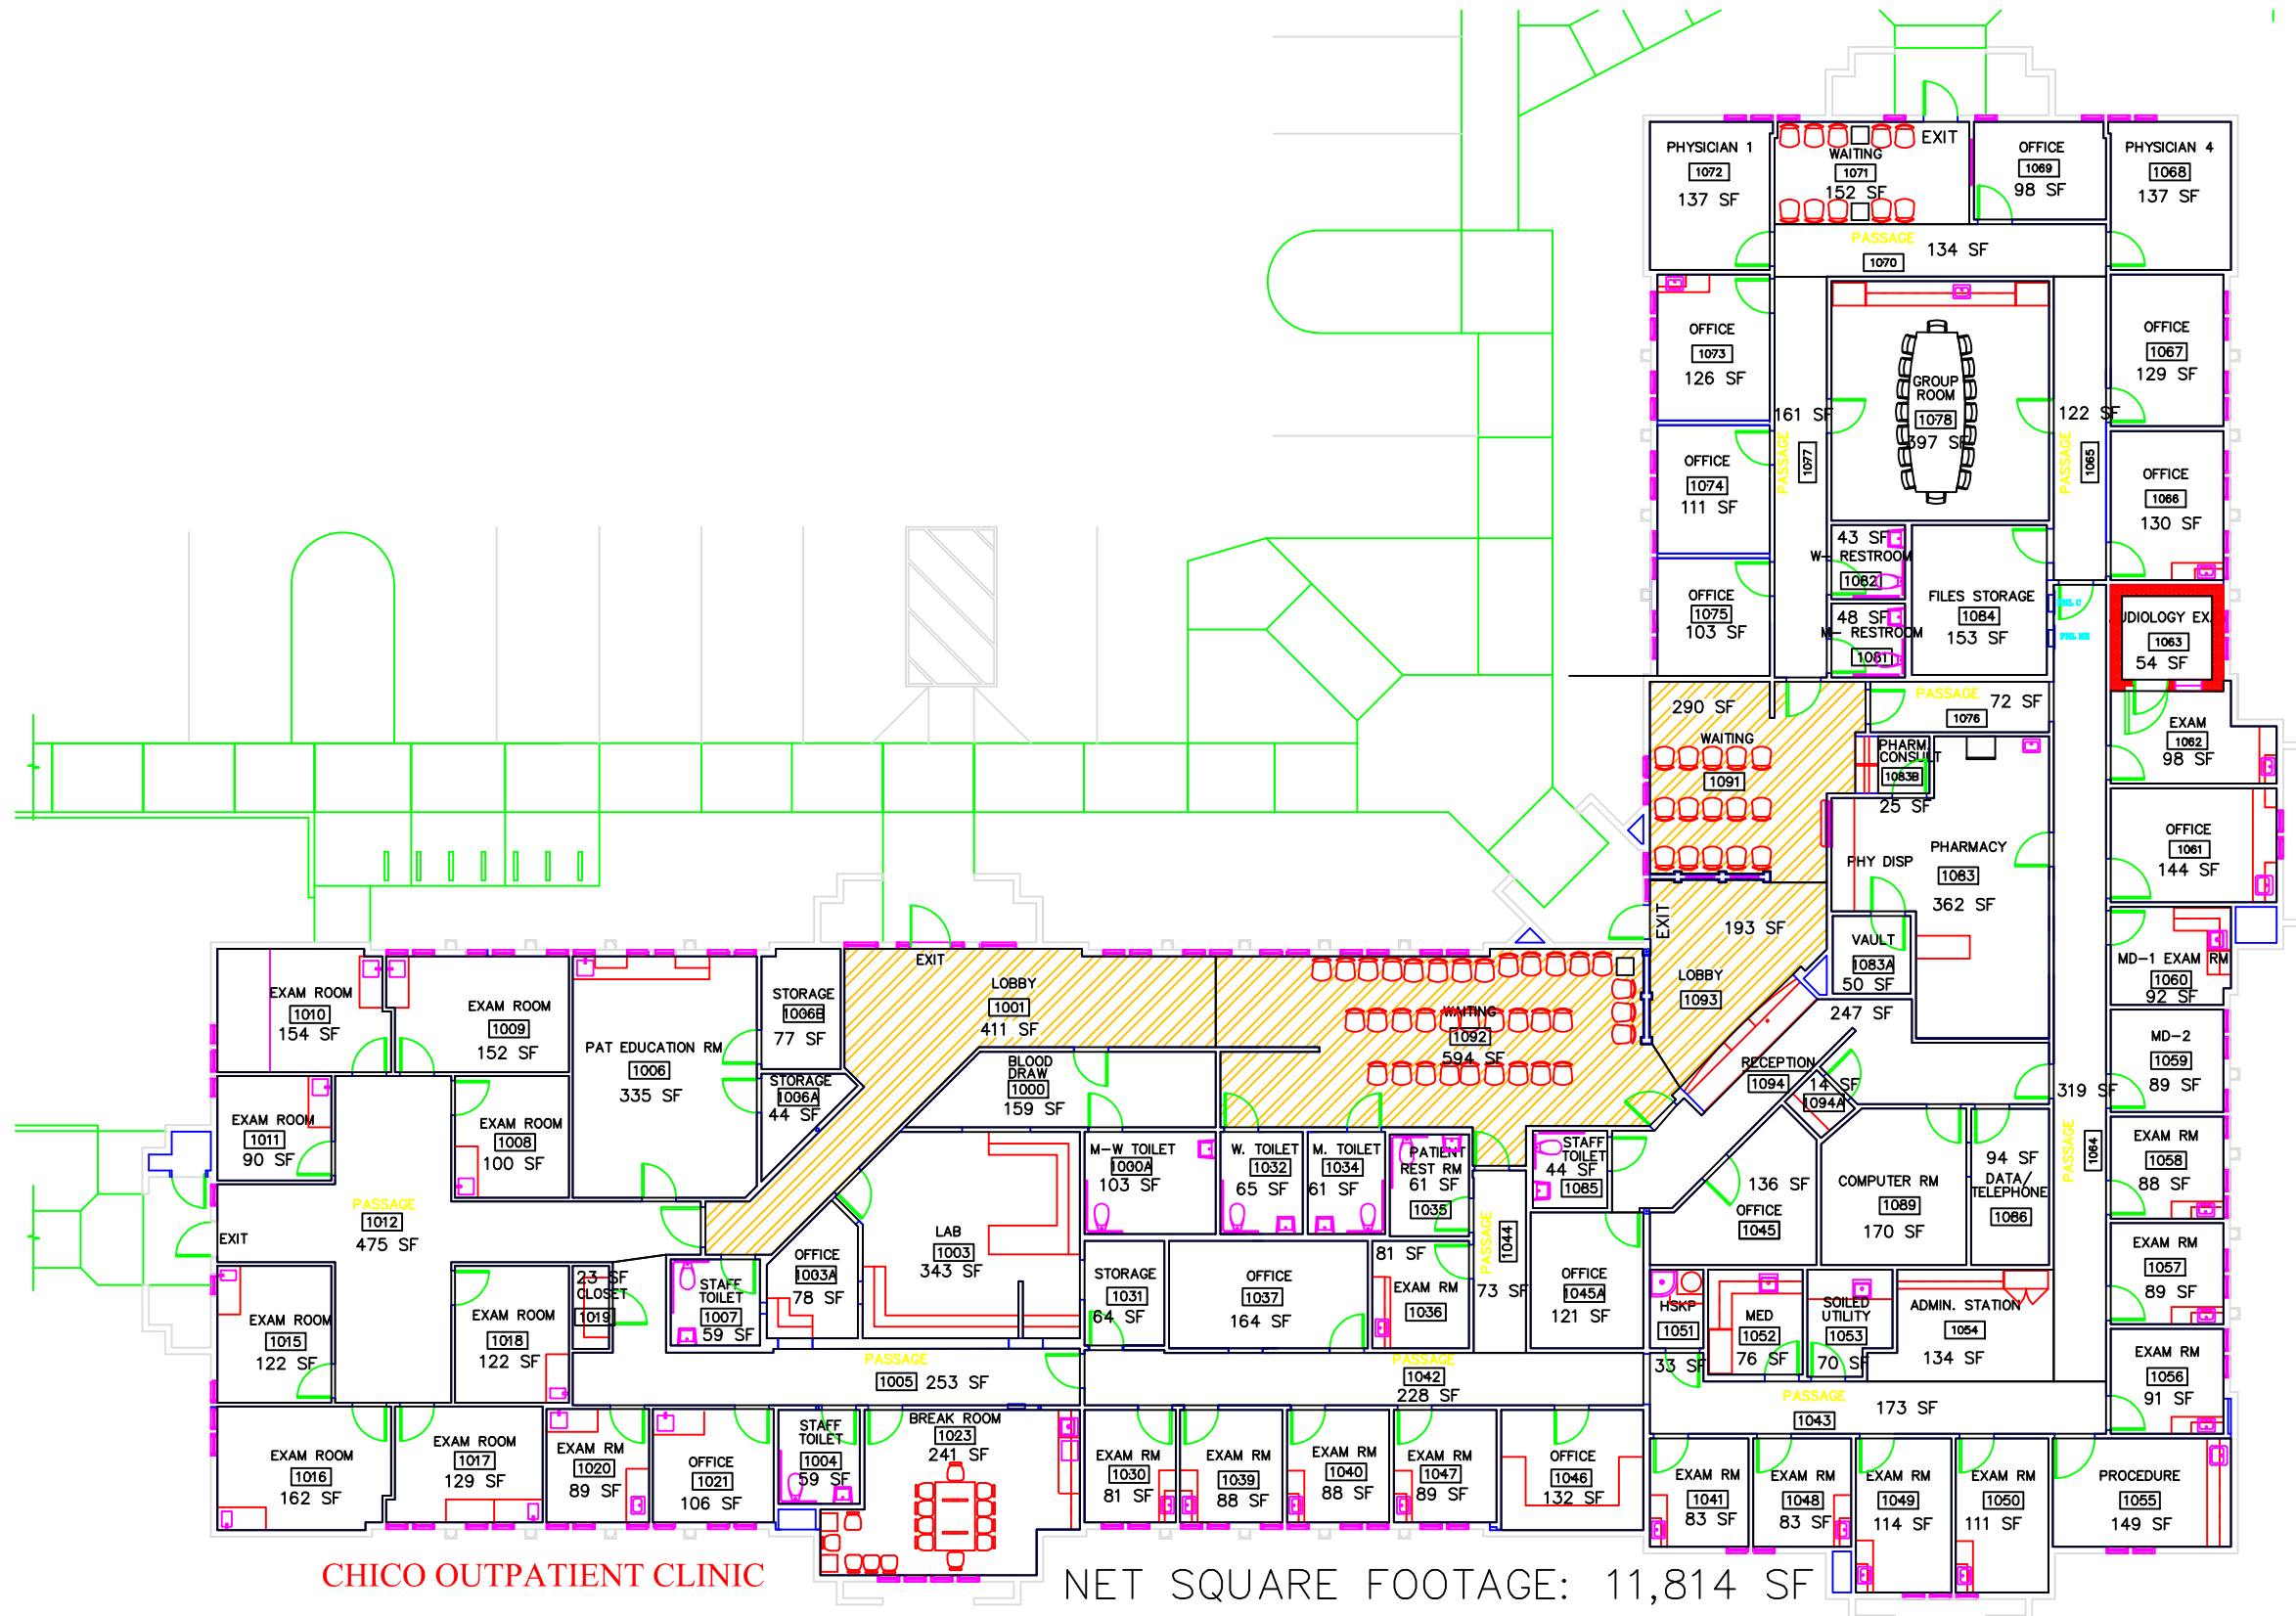 PHYSICIAN 1
1072
137 SF
WAITING
1071
152 SF
EXIT
OFFICE
1069
98 SF
PHYSICIAN 4
1068
137 SF
PASSAGE
134 SF
1070
OFFICE
1073
126 SF
GROUP
ROOM
1078
397 SF
OFFICE
1067
129 SF
161 SF
PASSAGE
1077
122 SF
PASSAGE
1065
OFFICE
1074
111 SF
OFFICE
1066
130 SF
43 SF
W- RESTROOM
1082
OFFICE
1075
103 SF
48 SF
M- RESTROOM
1081
FILES STORAGE
1084
153 SF
PNL C
PNL M2
UDIOLOGY EX
1063
54 SF
290 SF
WAITING
1091
PASSAGE
72 SF
1076
PHARM.
CONSULT
1083B
25 SF
EXAM
1062
98 SF
PHY DISP
PHARMACY
1083
362 SF
OFFICE
1061
144 SF
EXIT
193 SF
LOBBY
1093
VAULT
1083A
50 SF
MD-1 EXAM RM
1060
92 SF
EXAM ROOM
1010
154 SF
EXAM ROOM
1009
152 SF
PAT EDUCATION RM
1006
335 SF
STORAGE
1006B
77 SF
EXIT
LOBBY
1001
411 SF
WAITING
1092
594 SF
247 SF
RECEPTION
1094
14 SF
1094A
MD-2
1059
89 SF
319 SF
PASSAGE
1064
STORAGE
1006A
44 SF
BLOOD
DRAW
1000
159 SF
EXAM ROOM
1011
90 SF
EXAM ROOM
1008
100 SF
M-W TOILET
1000A
103 SF
W. TOILET
1032
65 SF
M. TOILET
1034
61 SF
PATIENT
REST RM
61 SF
1035
STAFF
TOILET
44 SF
1085
136 SF
OFFICE
1045
COMPUTER RM
1089
170 SF
94 SF
DATA/
TELEPHONE
1086
EXAM RM
1058
88 SF
PASSAGE
1012
475 SF
EXIT
LAB
1003
343 SF
OFFICE
1003A
78 SF
PASSAGE
1044
73 SF
EXAM RM
1057
89 SF
EXAM ROOM
1015
122 SF
EXAM ROOM
1018
122 SF
23 SF
CLOSET
1019
STAFF
TOILET
1007
59 SF
STORAGE
1031
64 SF
OFFICE
1037
164 SF
81 SF
EXAM RM
1036
OFFICE
1045A
121 SF
HSKP
1051
33 SF
MED
1052
76 SF
SOILED
UTILITY
1053
70 SF
ADMIN. STATION
1054
134 SF
EXAM RM
1056
91 SF
PASSAGE
1005
253 SF
PASSAGE
1042
228 SF
PASSAGE
1043
173 SF
EXAM ROOM
1016
162 SF
EXAM ROOM
1017
129 SF
EXAM RM
1020
89 SF
OFFICE
1021
106 SF
STAFF
TOILET
1004
59 SF
BREAK ROOM
1023
241 SF
EXAM RM
1030
81 SF
EXAM RM
1039
88 SF
EXAM RM
1040
88 SF
EXAM RM
1047
89 SF
OFFICE
1046
132 SF
EXAM RM
1041
83 SF
EXAM RM
1048
83 SF
EXAM RM
1049
114 SF
EXAM RM
1050
111 SF
PROCEDURE
1055
149 SF
CHICO OUTPATIENT CLINIC
NET SQUARE FOOTAGE: 11,814 SF